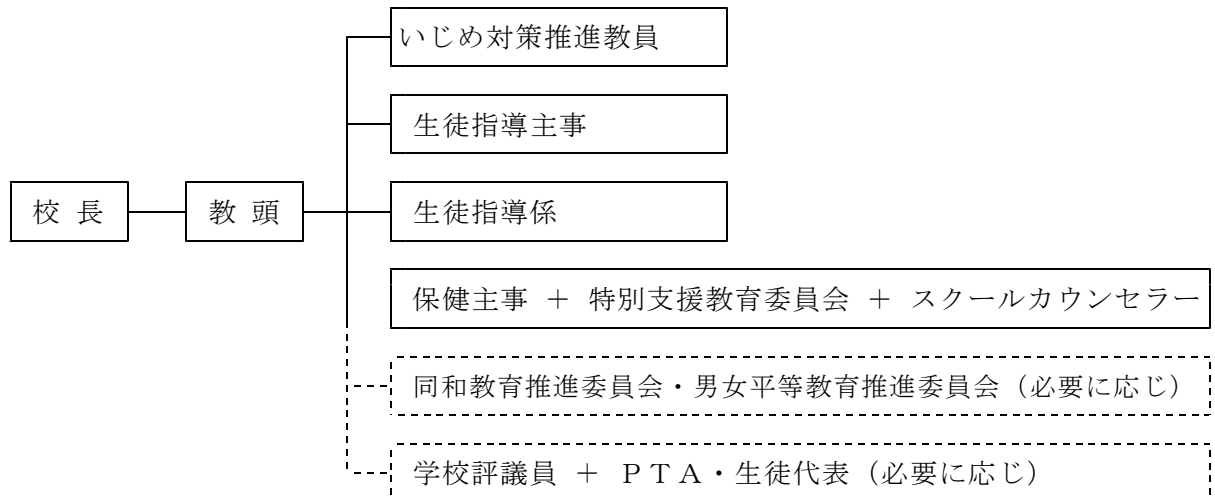 いじめ対策推進教員
生徒指導主事
校 長
教 頭
生徒指導係
保健主事 + 特別支援教育委員会 + スクールカウンセラー
同和教育推進委員会・男女平等教育推進委員会（必要に応じ）
学校評議員 + ＰＴＡ・生徒代表（必要に応じ）